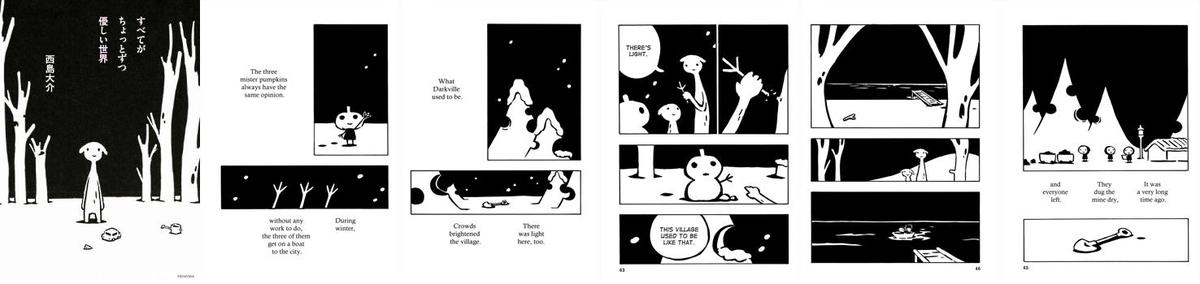 すべてが
ちょっとずつ
優しい世界
西島大介
The three
mister pumpkins
always have the
same opinion.
During
winter,
without any
work to do,
the three of them
get on a boat
to the city.
What
Darkville
used to be.
There
was light
here, too.
Crowds
brightened
the village.
THERE'S
LIGHT.
THIS VILLAGE
USED TO BE
LIKE THAT.
63
46
It was
a very long
time ago.
They
dug the
mine dry,
and
everyone
left.
45